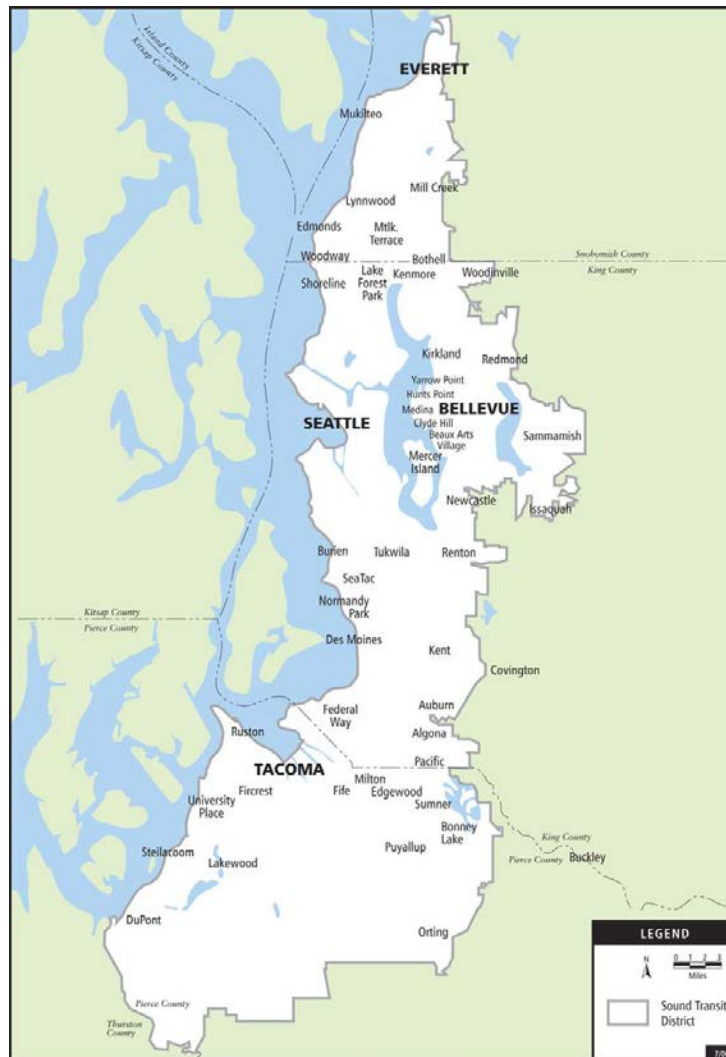 Island County
Kitsap County
EVERETT
Mukilteo
Mill Creek
Lynnwood
Edmonds
Mtlk.
Terrace
Woodway
Bothell
Snohomish County
King County
Shoreline
Lake
Forest
Park
Kenmore
Woodinville
Kirkland
Redmond
Yarrow Point
Hunts Point
Medina
BELLEVUE
SEATTLE
Clyde Hill
Beaux Arts
Village
Sammamish
Mercer
Island
Newcastle
Issaquah
Burien
Tukwila
Renton
SeaTac
Normandy
Park
Kitsap County
Pierce County
Des Moines
Kent
Covington
Federal
Way
Auburn
Ruston
Algona
Pacific
TACOMA
Milton
Fircrest
Fife
Edgewood
University
Place
Sumner
Bonney
Lake
King County
Pierce County
Buckley
Steilacoom
Lakewood
Puyallup
DuPont
Orting
LEGEND
N
0 1 2 3
Miles
Sound Transit
District
Pierce County
Thurston
County